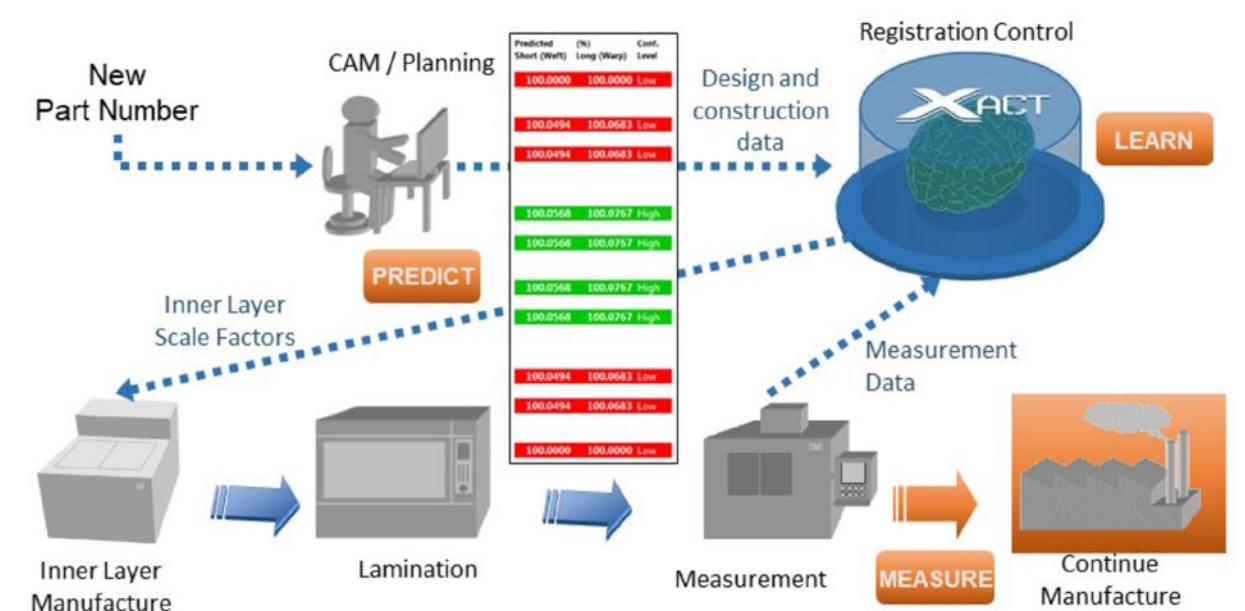 New
Part Number
CAM / Planning
Predicted (%) Conf.
Short (Weft) Long (Warp) Level
100.0000 100.0000 Low
100.0494 100.0683 Low
100.0494 100.0683 Low
100.0568 100.0767 High
100.0568 100.0767 High
100.0568 100.0767 High
100.0568 100.0767 High
100.0494 100.0683 Low
100.0494 100.0683 Low
100.0000 100.0000 Low
Design and
construction
data
Registration Control
XACT
LEARN
PREDICT
Inner Layer
Scale Factors
Measurement
Data
Inner Layer
Manufacture
Lamination
Measurement
MEASURE
Continue
Manufacture